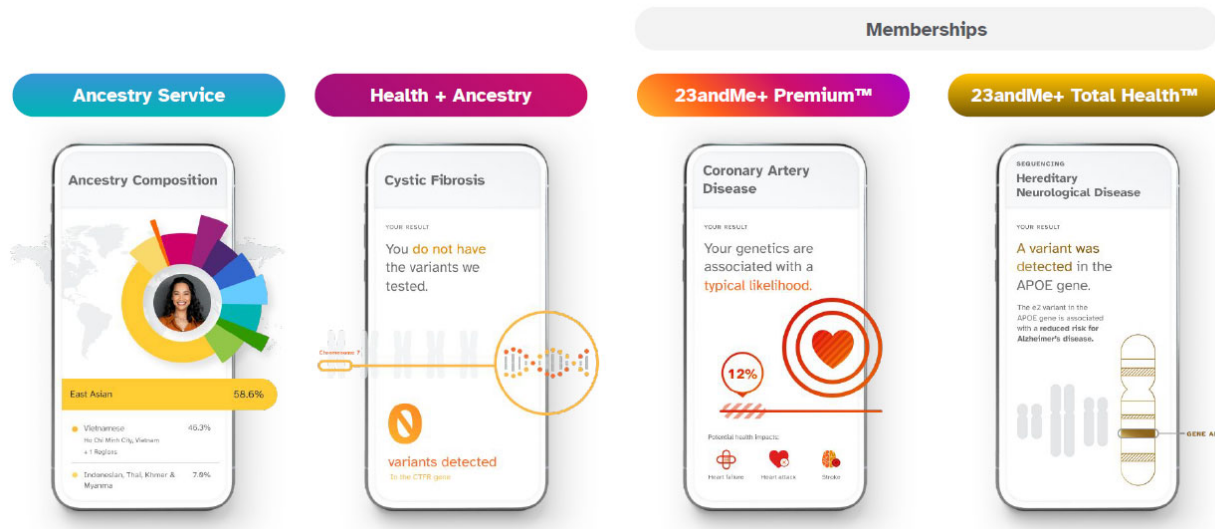 Memberships
Ancestry Service
Health + Ancestry
23andMe+ Premium™
23andMe+ Total Health™
Ancestry Composition
East Asian 58.6%
Vietnamese 46.3%
Ho Chi Minh City, Vietnam
+ 1 Regions
Indonesian, Thai, Khmer & 7.0%
Myanma
Cystic Fibrosis
YOUR RESULT
You do not have
the variants we
tested.
Chromosome 7
0
variants detected
In the CTFR gene
Coronary Artery
Disease
YOUR RESULT
Your genetics are
associated with a
typical likelihood.
12%
Potential health impacts:
Heart failure
Heart attack
Stroke
SEQUENCING
Hereditary
Neurological Disease
YOUR RESULT
A variant was
detected in the
APOE gene.
The e2 variant in the
APOE gene is associated
with a reduced risk for
Alzheimer's disease.
GENE